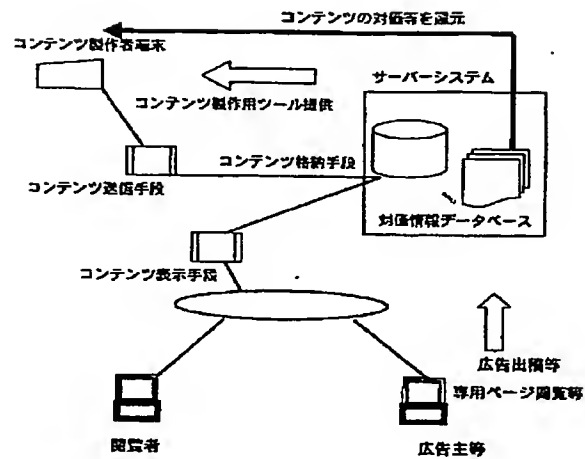 コンテンツの対価等を還元
コンテンツ製作者端末
サーバーシステム
コンテンツ製作用ツール提供
コンテンツ格納手段
コンテンツ送信手段
対価情報データベース
コンテンツ表示手段
広告出稿等
専用ページ閲覧等
閲覧者
広告主等